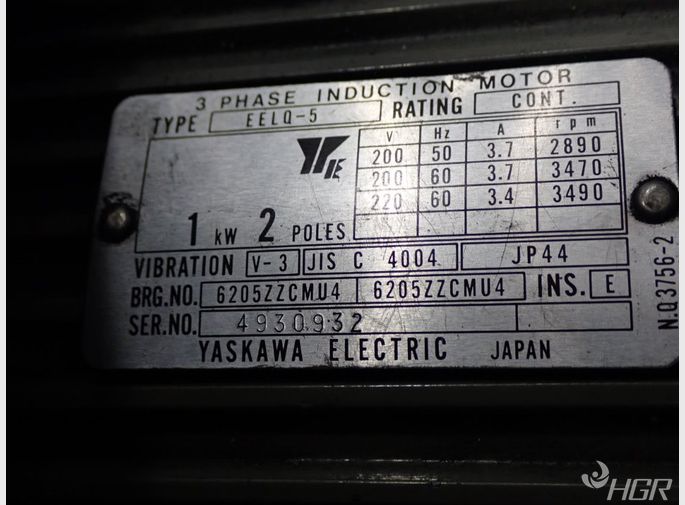 3 PHASE INDUCTION MOTOR
TYPE EELQ-5 RATING CONT.
V Hz A rpm
200 50 3.7 2890
200 60 3.7 3470
220 60 3.4 3490
1 kW 2 POLES
VIBRATION V-3 JIS C 4004 JP44
BRG.NO. 6205ZZCMU4 6205ZZCMU4 INS. E
SER.NO. 4930932
YASKAWA ELECTRIC JAPAN
N.Q3756-2
HGR